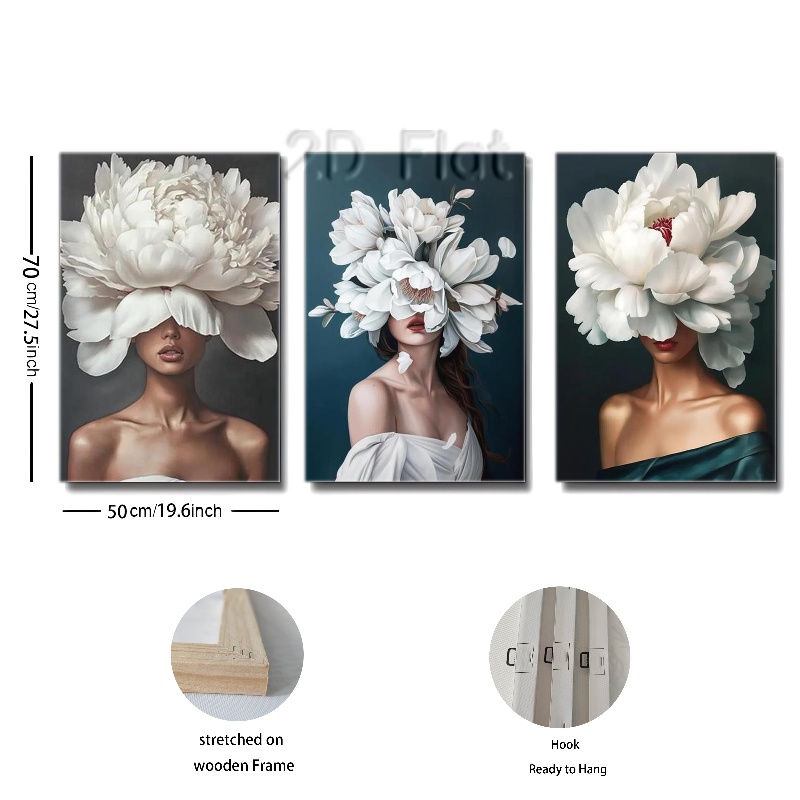 2D Flat
70cm/27.5inch
50cm/19.6inch
stretched on
wooden Frame
Hook
Ready to Hang